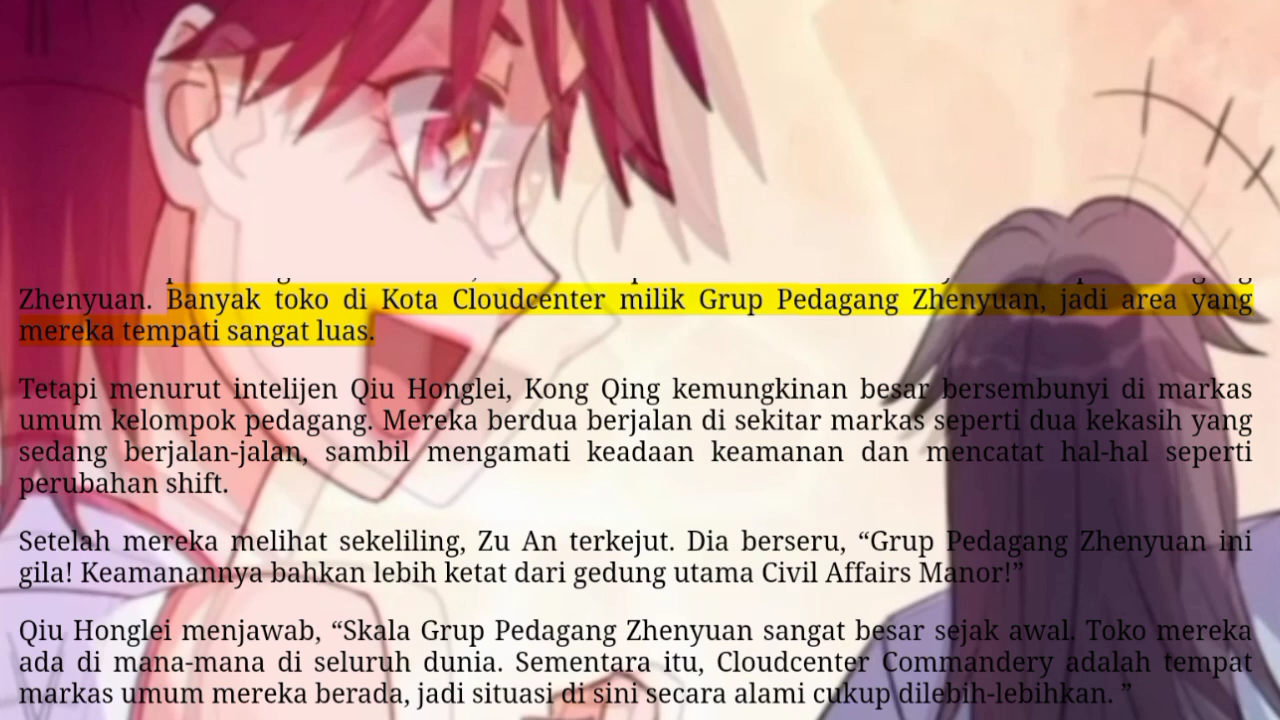 Zhenyuan. Banyak toko di Kota Cloudcenter milik Grup Pedagang Zhenyuan, jadi area yang
mereka tempati sangat luas.
Tetapi menurut intelijen Qiu Honglei, Kong Qing kemungkinan besar bersembunyi di markas
umum kelompok pedagang. Mereka berdua berjalan di sekitar markas seperti dua kekasih yang
sedang berjalan-jalan, sambil mengamati keadaan keamanan dan mencatat hal-hal seperti
perubahan shift.
Setelah mereka melihat sekeliling, Zu An terkejut. Dia berseru, “Grup Pedagang Zhenyuan ini
gila! Keamanannya bahkan lebih ketat dari gedung utama Civil Affairs Manor!”
Qiu Honglei menjawab, “Skala Grup Pedagang Zhenyuan sangat besar sejak awal. Toko mereka
ada di mana-mana di seluruh dunia. Sementara itu, Cloudcenter Commandery adalah tempat
markas umum mereka berada, jadi situasi di sini secara alami cukup dilebih-lebihkan. ”